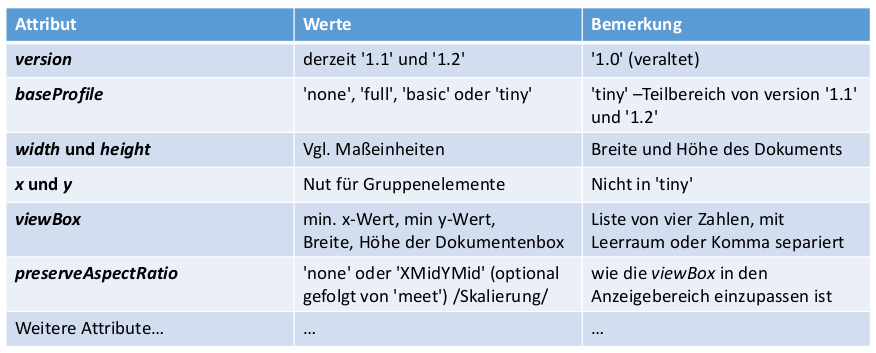 Attribut Werte Bemerkung
version derzeit '1.1' und '1.2' '1.0' (veraltet)
baseProfile 'none', 'full', 'basic' oder 'tiny' 'tiny' –Teilbereich von version '1.1'
und '1.2'
width und height Vgl. Maßeinheiten Breite und Höhe des Dokuments
x und y Nut für Gruppenelemente Nicht in 'tiny'
viewBox min. x-Wert, min y-Wert, Liste von vier Zahlen, mit
Breite, Höhe der Dokumentenbox Leerraum oder Komma separiert
preserveAspectRatio 'none' oder 'XMidYMid' (optional wie die viewBox in den
gefolgt von 'meet') /Skalierung/ Anzeigebereich einzupassen ist
Weitere Attribute… … …